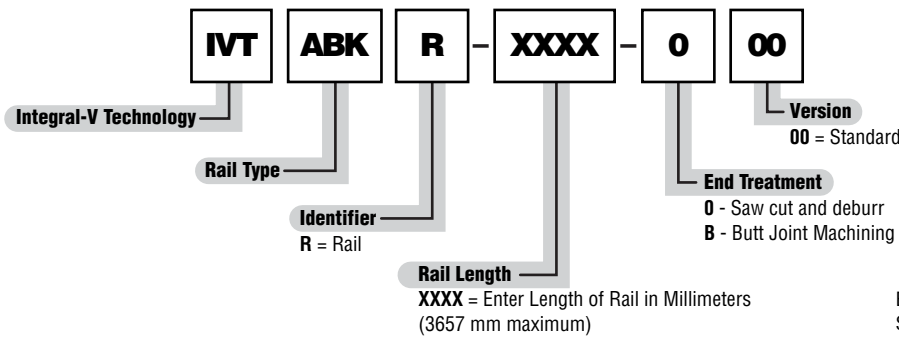 IVT ABK R - XXXX - 0 00
Integral-V Technology
Version
00 = Standard
Rail Type
End Treatment
0 - Saw cut and deburr
B - Butt Joint Machining
Identifier
R = Rail
Rail Length
XXXX = Enter Length of Rail in Millimeters
(3657 mm maximum)